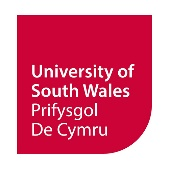 University of
South Wales
Prifysgol
De Cymru